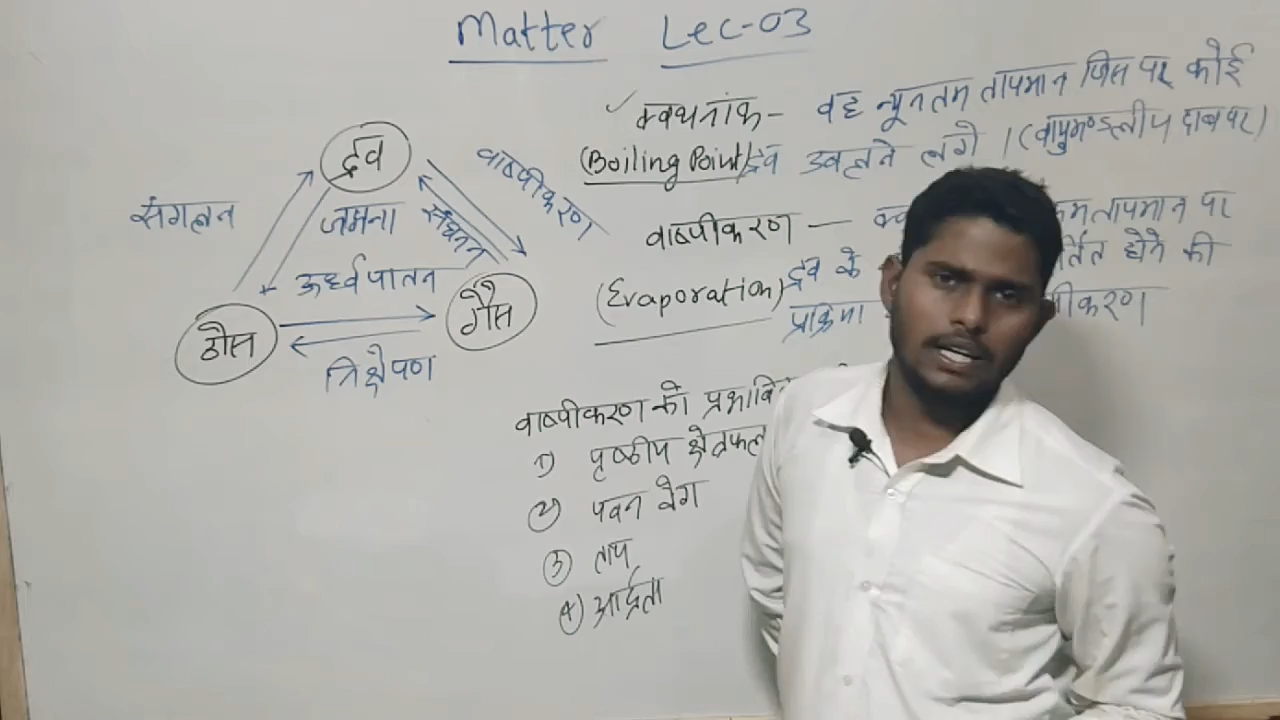 Matter Lec-03
द्रव
संगलन
जमना
वाष्पीकरण
संघनन
ऊर्ध्वपातन
ठोस
गैस
निक्षेपण
क्वथनांक - वह न्यूनतम तापमान जिस पर कोई
(Boiling Point) द्रव उबलने लगे । (वायुमण्डलीय दाब पर)
वाष्पीकरण — तापमान पर
(Evaporation) द्रव के होने की
प्रक्रिया
वाष्पीकरण को
1) पृष्ठीय क्षेत्रफल
2) पवन वेग
3) ताप
4) आर्द्रता